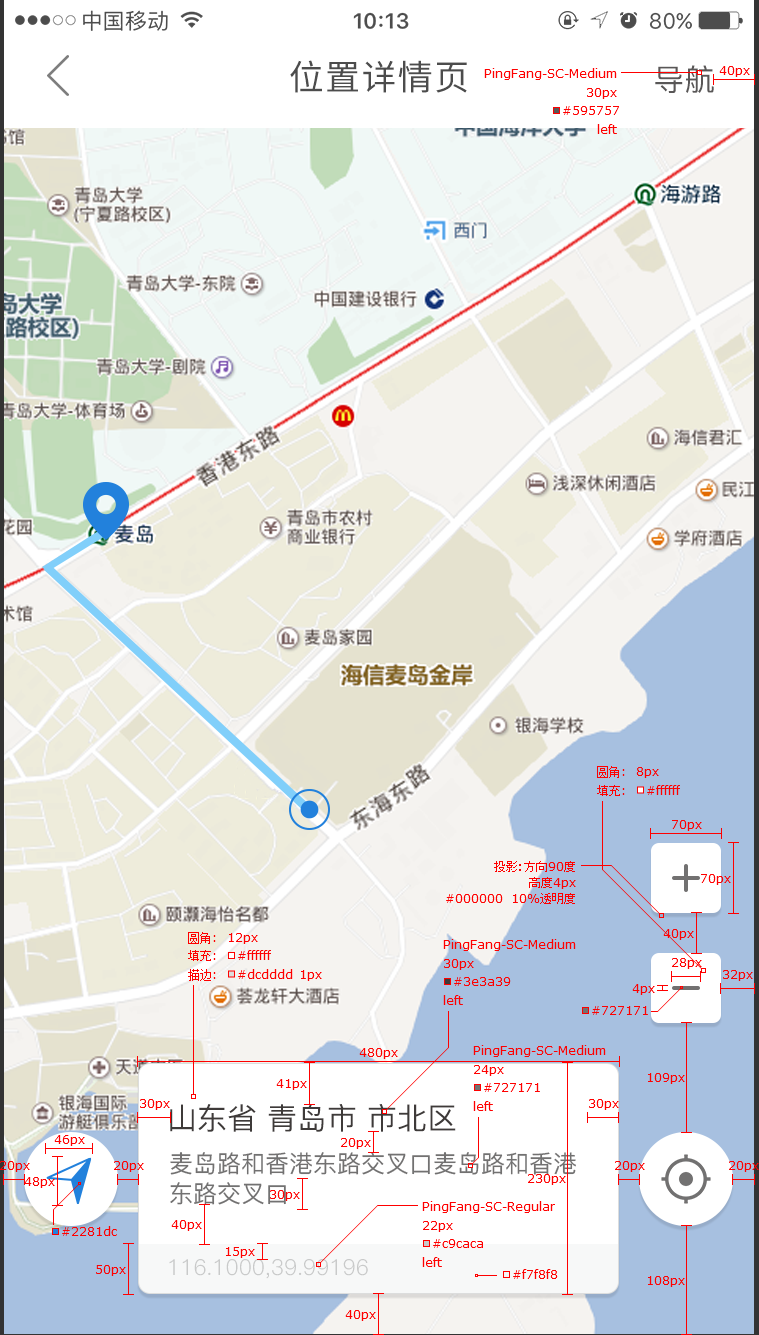 中国移动
10:13
80%
位置详情页
导航
PingFang-SC-Medium
30px
#595757
left
40px
书馆
中国海洋大学
青岛大学
(宁夏路校区)
海游路
西门
青岛大学-东院
中国建设银行
岛大学
路校区)
青岛大学-剧院
青岛大学-体育场
香港东路
海信君汇
浅深休闲酒店
民江
花园
麦岛
青岛市农村
商业银行
学府酒店
术馆
麦岛家园
海信麦岛金岸
银海学校
东海东路
圆角: 8px
填充: #ffffff
70px
70px
投影:方向90度
高度4px
#000000 10%透明度
颐灏海怡名都
40px
圆角: 12px
填充: #ffffff
描边: #dcdddd 1px
PingFang-SC-Medium
30px
#3e3a39
left
28px
32px
4px
#727171
荟龙轩大酒店
480px
PingFang-SC-Medium
24px
#727171
left
41px
109px
银海国际
游艇俱乐部
30px
30px
山东省 青岛市 市北区
20px
46px
48px
20px
20px
麦岛路和香港东路交叉口麦岛路和香港
东路交叉口
230px
20px
20px
30px
40px
#2281dc
PingFang-SC-Regular
22px
#c9caca
left
15px
50px
116.1000,39.99196
#f7f8f8
108px
40px